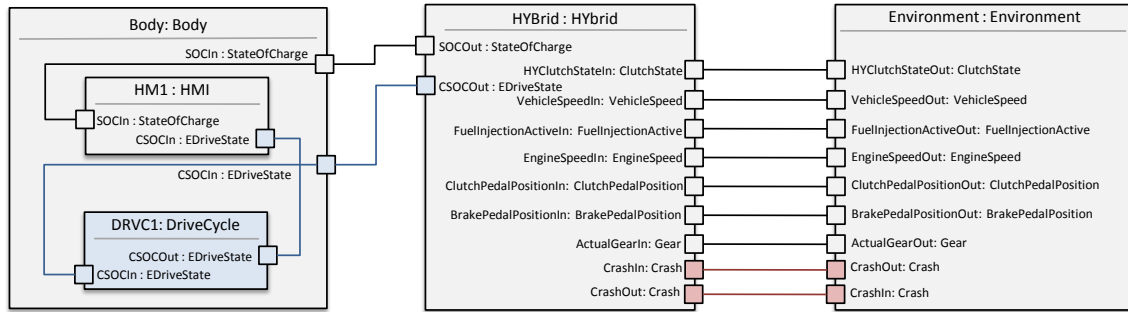 Body: Body
SOCIn : StateOfCharge
HM1 : HMI
SOCIn : StateOfCharge
CSOCIn : EDriveState
CSOCIn : EDriveState
DRVC1: DriveCycle
CSOCOut : EDriveState
CSOCIn : EDriveState
HYBrid : HYbrid
SOCOut : StateOfCharge
HYClutchStateIn: ClutchState
CSOCOut : EDriveState
VehicleSpeedIn: VehicleSpeed
FuelInjectionActiveIn: FuelInjectionActive
EngineSpeedIn: EngineSpeed
ClutchPedalPositionIn: ClutchPedalPosition
BrakePedalPositionIn: BrakePedalPosition
ActualGearIn: Gear
CrashIn: Crash
CrashOut: Crash
Environment : Environment
HYClutchStateOut: ClutchState
VehicleSpeedOut: VehicleSpeed
FuelInjectionActiveOut: FuelInjectionActive
EngineSpeedOut: EngineSpeed
ClutchPedalPositionOut: ClutchPedalPosition
BrakePedalPositionOut: BrakePedalPosition
ActualGearOut: Gear
CrashOut: Crash
CrashIn: Crash